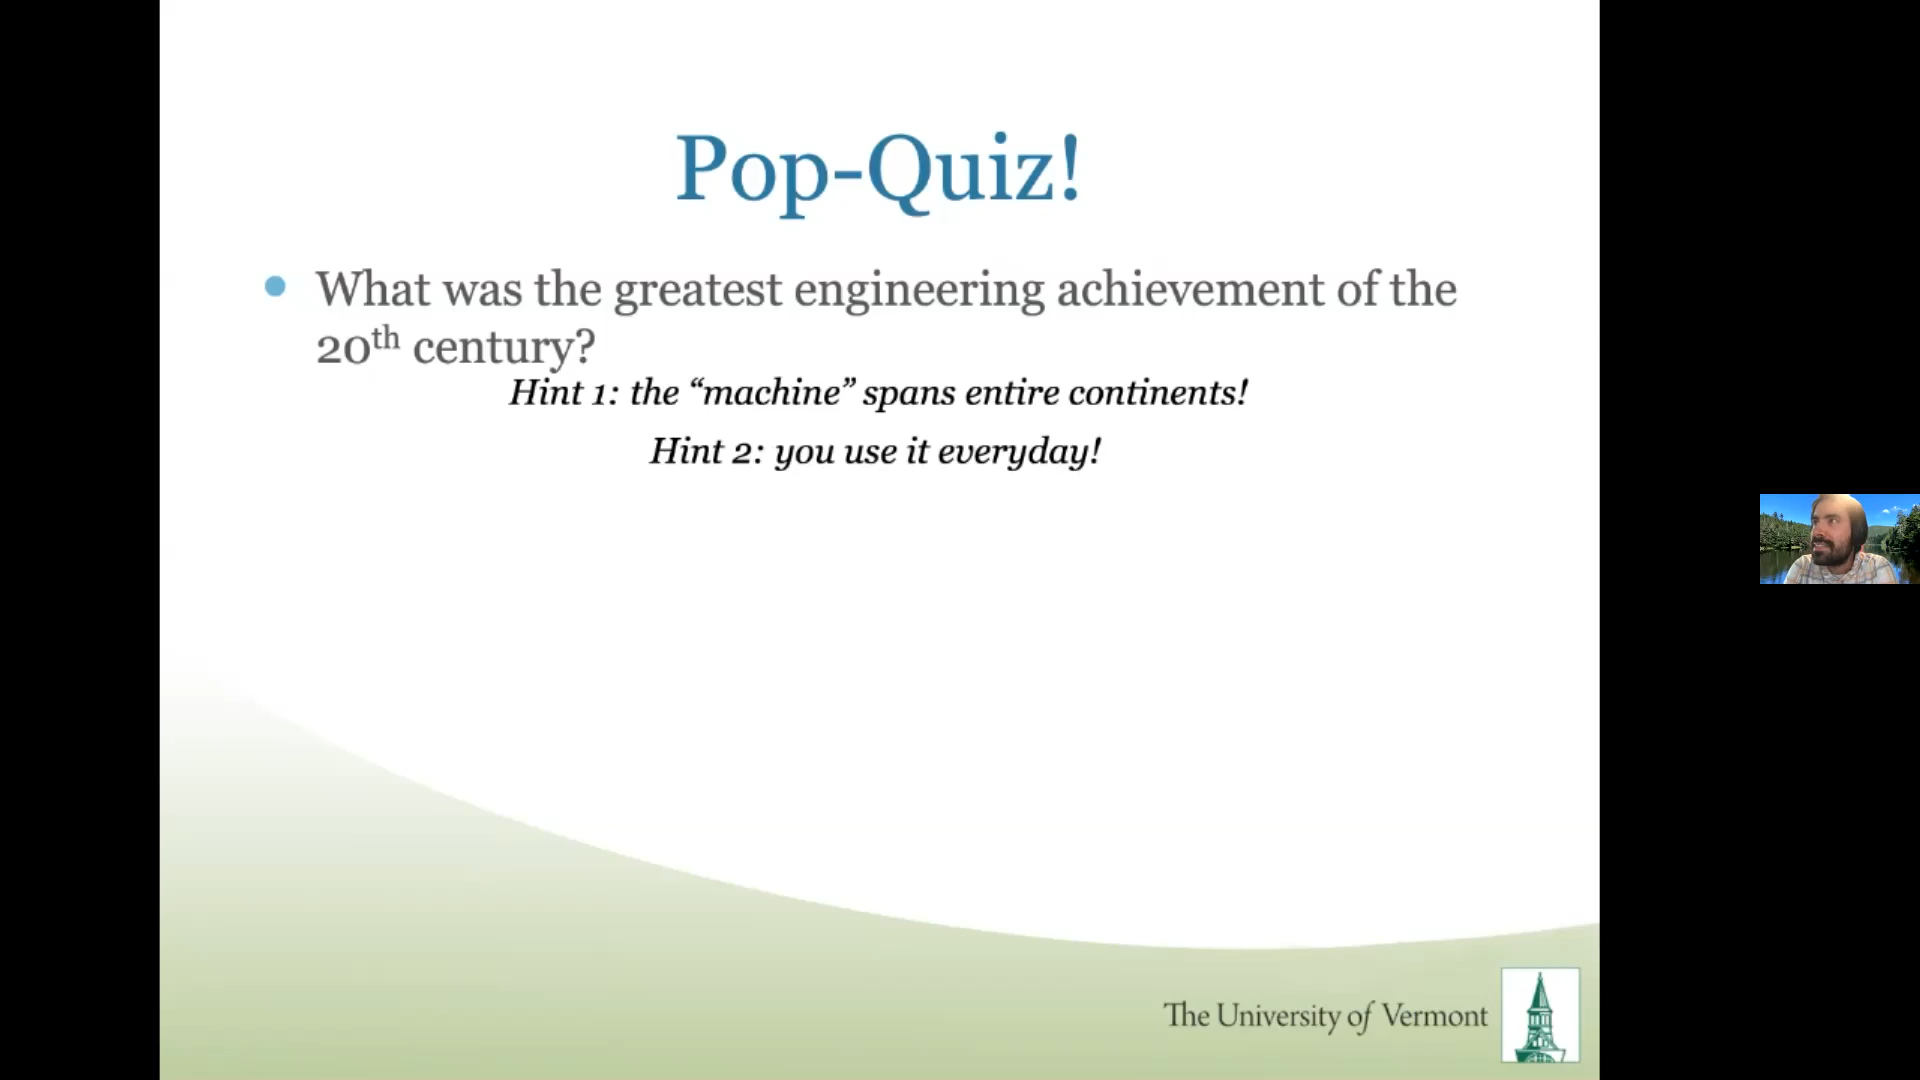 Pop-Quiz!
What was the greatest engineering achievement of the
20th century?
Hint 1: the “machine” spans entire continents!
Hint 2: you use it everyday!
The University of Vermont